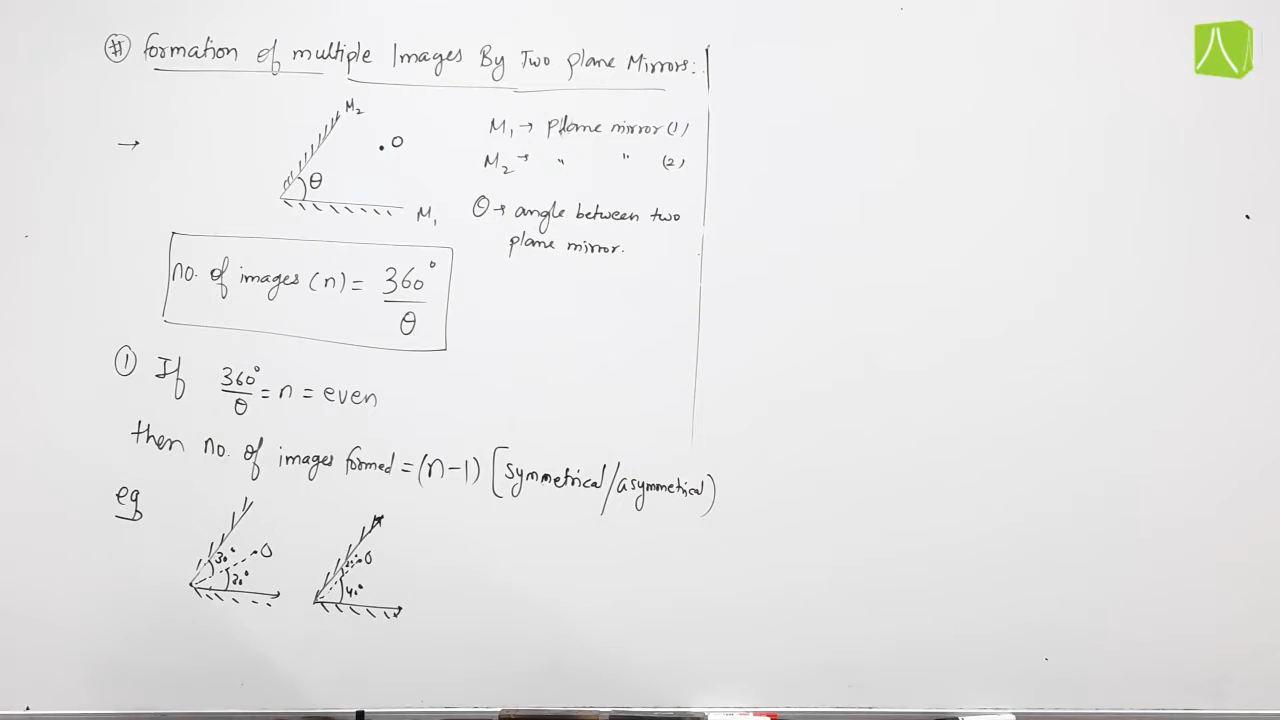 # Formation of multiple Images By Two plane Mirrors:
M₂
O
θ
M₁
M₁ → plane mirror (1)
M₂ → " " (2)
θ → angle between two
plane mirror.
no. of images (n) = 360°/θ
① If 360°/θ = n = even
then no. of images formed = (n-1) [symmetrical/asymmetrical)
eg
30° O
30°
20° O
40°